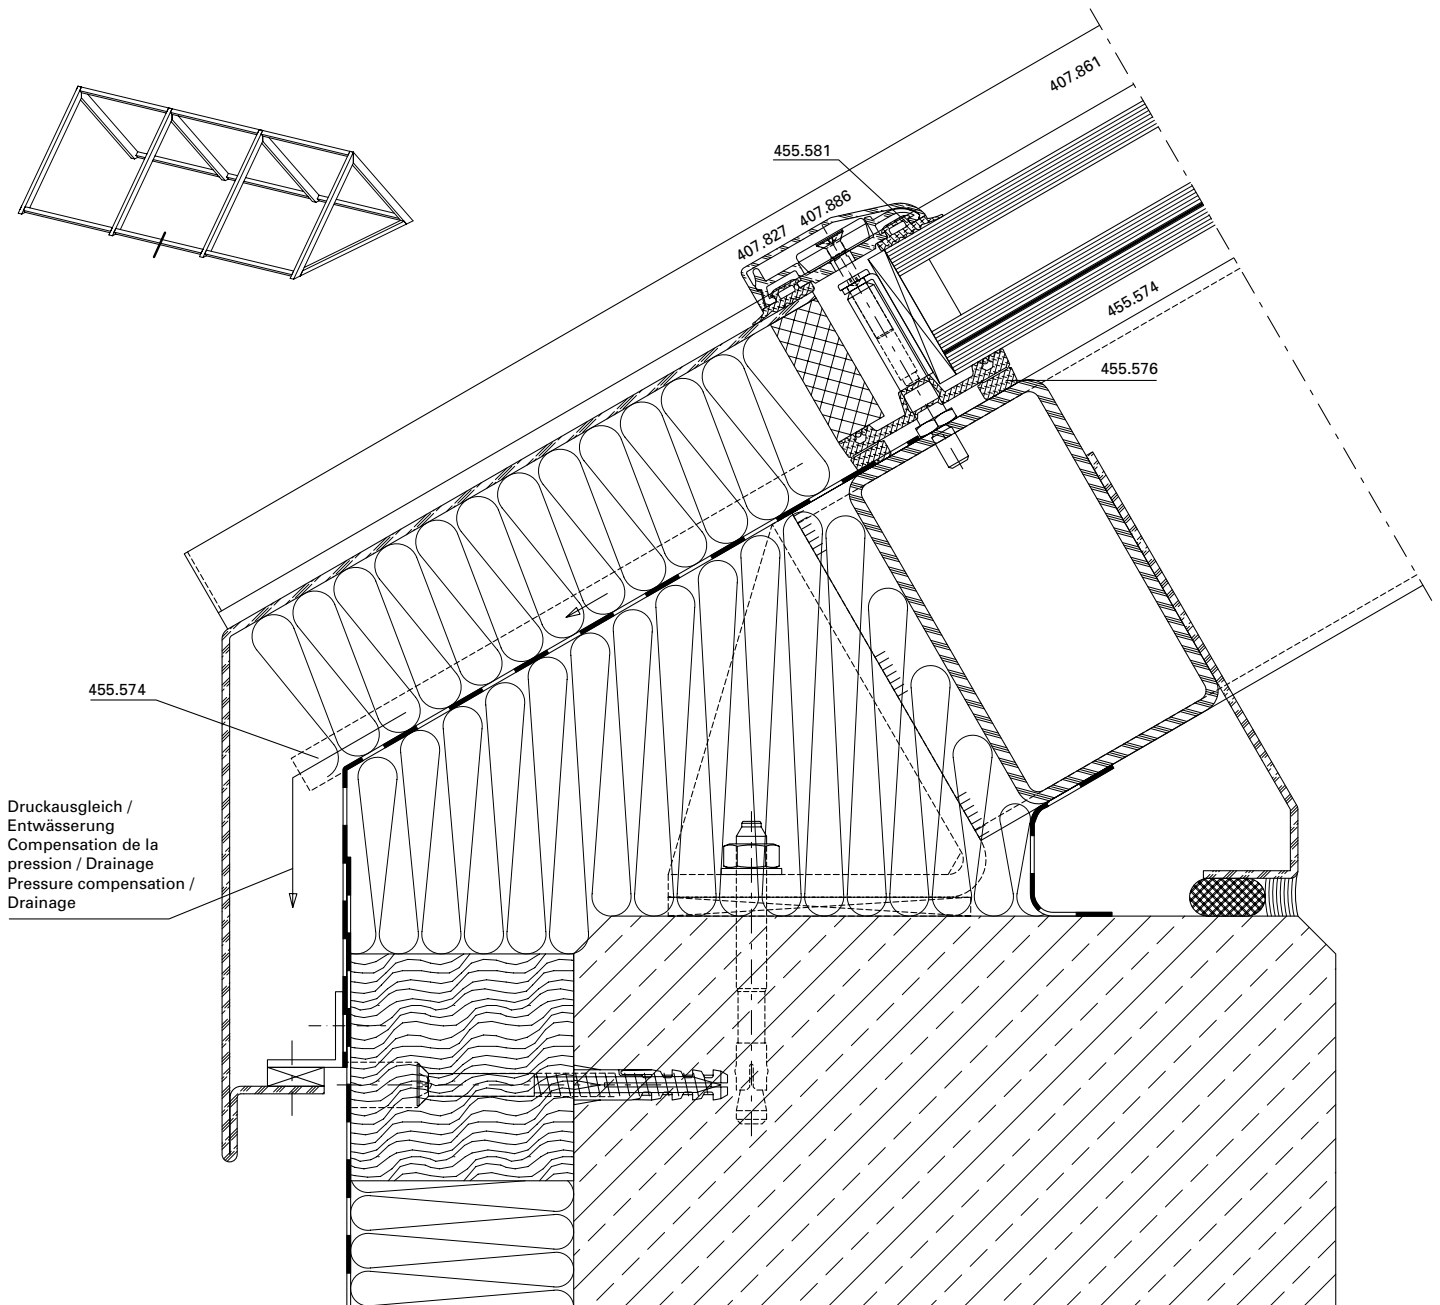 407.861
455.581
407.886
407.827
455.574
455.576
455.574
Druckausgleich /
Entwässerung
Compensation de la
pression / Drainage
Pressure compensation /
Drainage